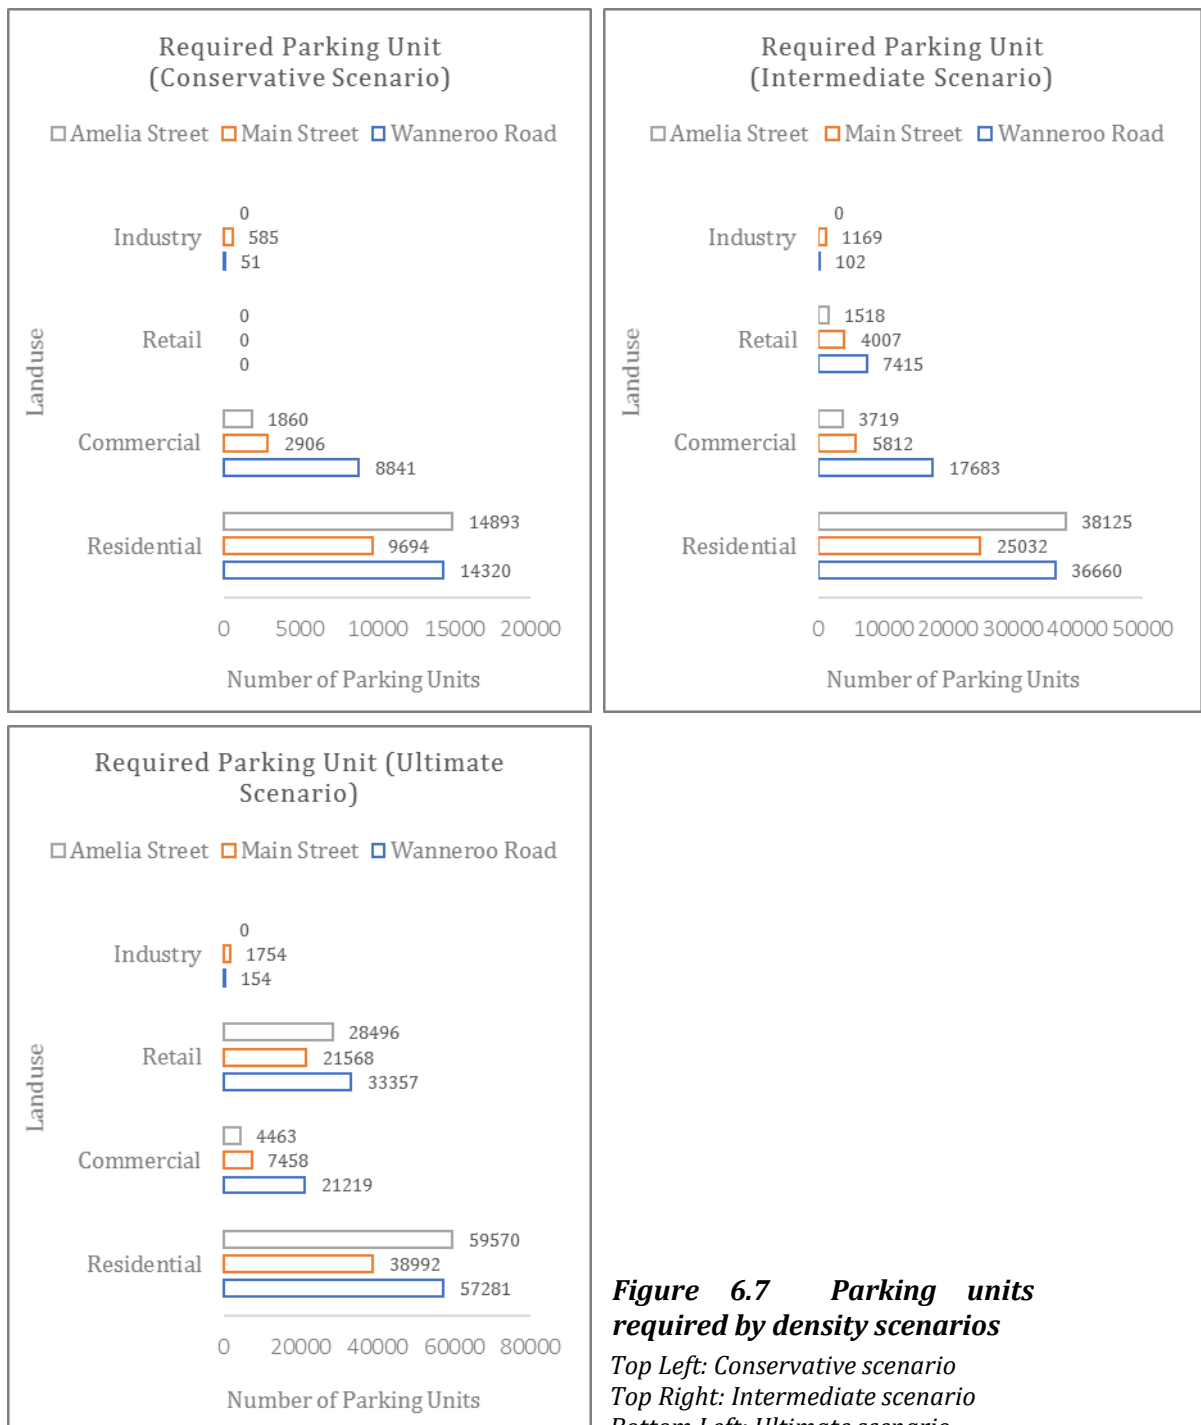 Required Parking Unit
(Conservative Scenario)
Amelia Street Main Street Wanneroo Road
Landuse
Industry
0
585
51
Retail
0
0
0
Commercial
1860
2906
8841
Residential
14893
9694
14320
0 5000 10000 15000 20000
Number of Parking Units
Required Parking Unit
(Intermediate Scenario)
Amelia Street Main Street Wanneroo Road
Landuse
Industry
0
1169
102
Retail
1518
4007
7415
Commercial
3719
5812
17683
Residential
38125
25032
36660
0 10000 20000 30000 40000 50000
Number of Parking Units
Required Parking Unit (Ultimate
Scenario)
Amelia Street Main Street Wanneroo Road
Landuse
Industry
0
1754
154
Retail
28496
21568
33357
Commercial
4463
7458
21219
Residential
59570
38992
57281
0 20000 40000 60000 80000
Number of Parking Units
Figure 6.7 Parking units
required by density scenarios
Top Left: Conservative scenario
Top Right: Intermediate scenario
Bottom Left: Ultimate scenario